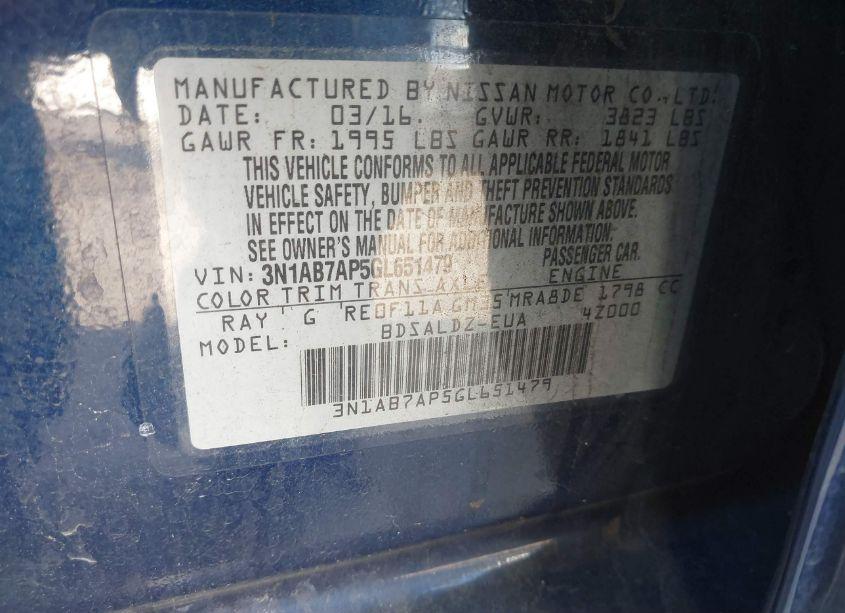 MANUFACTURED BY NISSAN MOTOR CO.,LTD.
DATE: 03/16. GVWR: 3823 LBS
GAWR FR: 1995 LBS GAWR RR: 1841 LBS
THIS VEHICLE CONFORMS TO ALL APPLICABLE FEDERAL MOTOR
VEHICLE SAFETY, BUMPER AND THEFT PREVENTION STANDARDS
IN EFFECT ON THE DATE OF MANUFACTURE SHOWN ABOVE.
SEE OWNER'S MANUAL FOR ADDITIONAL PASSENGER CAR.
VIN: 3N1AB7AP5GL651479
COLOR TRIM TRANS AXLE ENGINE
RAY G RE0F11A GM35 MRA8DE 1798 CC
MODEL: BDSALDZ-EUA 4Z000
3N1AB7AP5GL651479